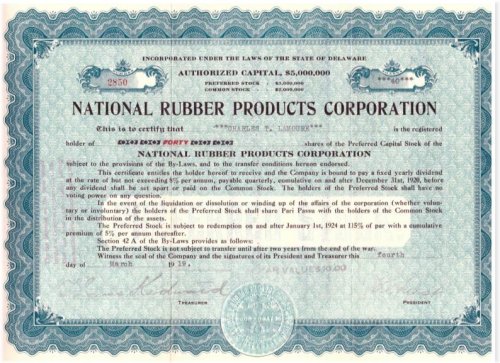 INCORPORATED UNDER THE LAWS OF THE STATE OF DELAWARE
2850
AUTHORIZED CAPITAL, $5,000,000
PREFERRED STOCK - $3,000,000
COMMON STOCK - $2,000,000
**40**
NATIONAL RUBBER PRODUCTS CORPORATION
This is to certify that ***CHARLES T. *** is the registered
holder of FORTY shares of the Preferred Capital Stock of the
NATIONAL RUBBER PRODUCTS CORPORATION
subject to the provisions of the By-Laws, and to the transfer conditions endorsed hereon.
This certificate entitles the holder hereof to receive and the Company is bound to pay a fixed yearly dividend
at the rate of but not exceeding 8% per annum, payable quarterly, cumulative on and after December 31st, 1920, before
any dividend shall be set apart or paid on the Common Stock. The holders of the Preferred Stock shall have no
voting power on any question.
In the event of the liquidation or dissolution or winding up of the affairs of the corporation (whether volun-
tary or involuntary) the holders of the Preferred Stock shall share Pari Passu with the holders of the Common Stock
in the distribution of the assets.
The Preferred Stock is subject to redemption on and after January 1st, 1924 at 115% of par with a cumulative
premium of 5% per annum thereafter.
Section 42 A of the By-Laws provides as follows:
The Preferred Stock is not subject to transfer until after two years from the end of the war.
Witness the seal of the Company and the signatures of its President and Treasurer this fourth
day of March 1919.
PAR VALUE $10.00
TREASURER
PRESIDENT